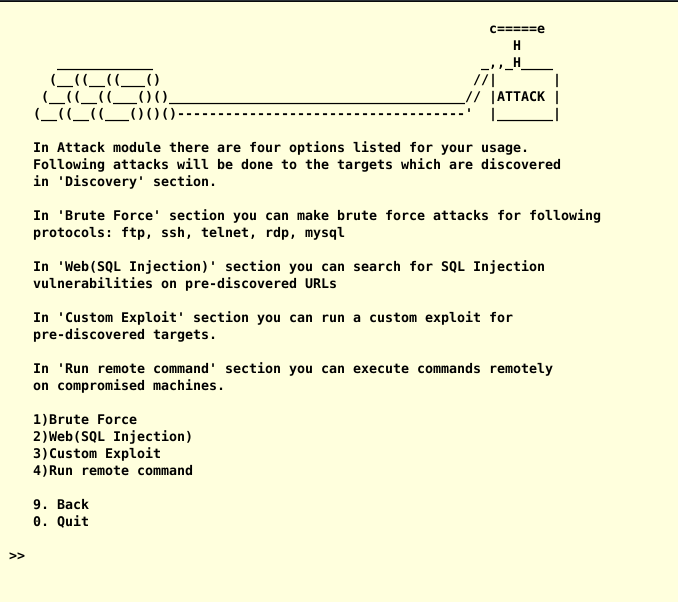 c=====e
                                                            H
   ____________                                         _,,_H____
  (__((__((___()                                       //|       |
 (__((__((___()()_____________________________________// |ATTACK |
(__((__((___()()()------------------------------------'  |_______|

In Attack module there are four options listed for your usage.
Following attacks will be done to the targets which are discovered
in 'Discovery' section.

In 'Brute Force' section you can make brute force attacks for following
protocols: ftp, ssh, telnet, rdp, mysql

In 'Web(SQL Injection)' section you can search for SQL Injection
vulnerabilities on pre-discovered URLs

In 'Custom Exploit' section you can run a custom exploit for
pre-discovered targets.

In 'Run remote command' section you can execute commands remotely
on compromised machines.

1)Brute Force
2)Web(SQL Injection)
3)Custom Exploit
4)Run remote command

9. Back
0. Quit

>>